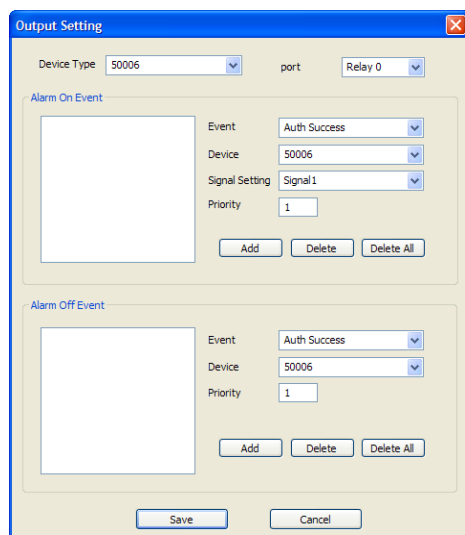 Output Setting
Device Type 50006 port Relay 0
Alarm On Event
Event Auth Success
Device 50006
Signal Setting Signal1
Priority 1
Add Delete Delete All
Alarm Off Event
Event Auth Success
Device 50006
Priority 1
Add Delete Delete All
Save Cancel